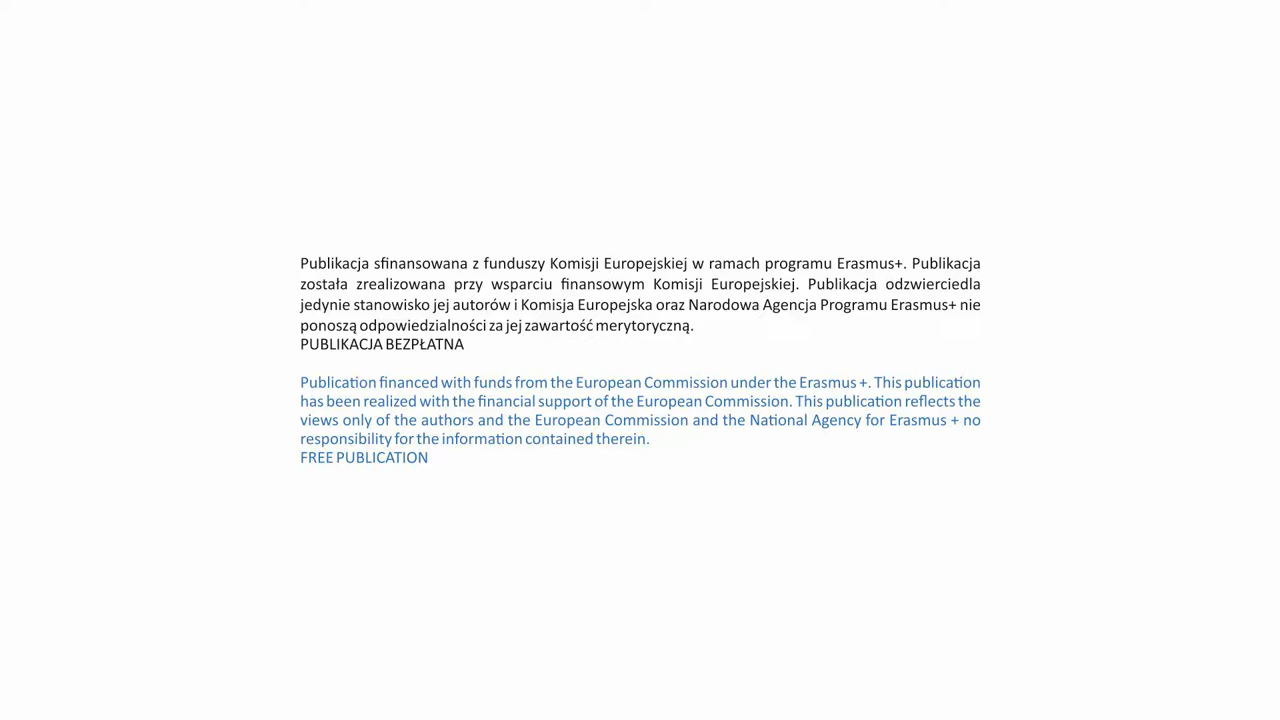 Publikacja sfinansowana z funduszy Komisji Europejskiej w ramach programu Erasmus+. Publikacja
została zrealizowana przy wsparciu finansowym Komisji Europejskiej. Publikacja odzwierciedla
jedynie stanowisko jej autorów i Komisja Europejska oraz Narodowa Agencja Programu Erasmus+ nie
ponoszą odpowiedzialności za jej zawartość merytoryczną.
PUBLIKACJA BEZPŁATNA
Publication financed with funds from the European Commission under the Erasmus +. This publication
has been realized with the financial support of the European Commission. This publication reflects the
views only of the authors and the European Commission and the National Agency for Erasmus + no
responsibility for the information contained therein.
FREE PUBLICATION